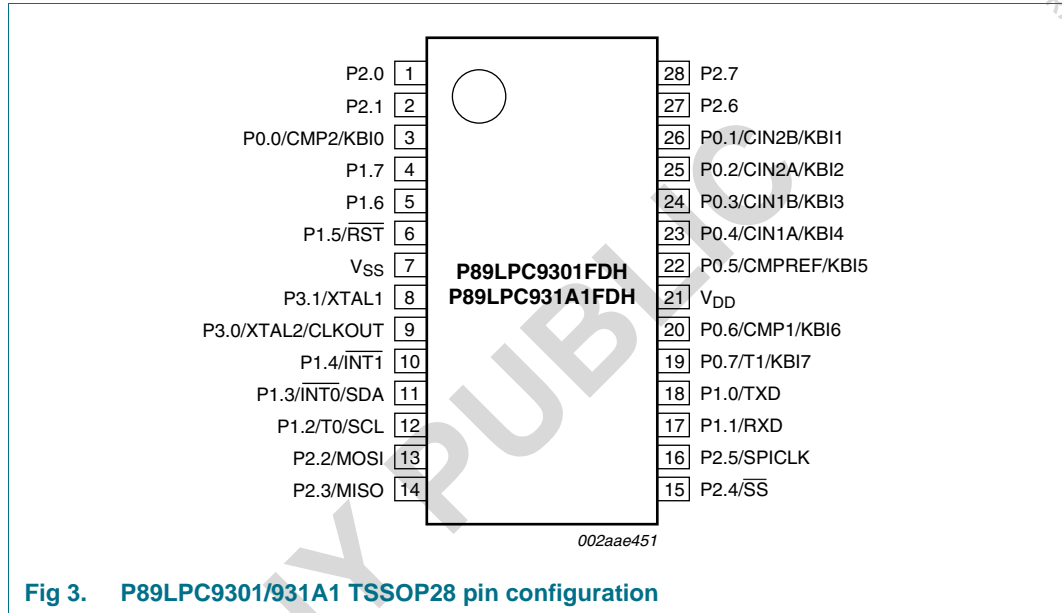 P2.0 1
P2.1 2
P0.0/CMP2/KBI0 3
P1.7 4
P1.6 5
P1.5/R̅S̅T̅ 6
VSS 7
P3.1/XTAL1 8
P3.0/XTAL2/CLKOUT 9
P1.4/I̅N̅T̅1̅ 10
P1.3/I̅N̅T̅0̅/SDA 11
P1.2/T0/SCL 12
P2.2/MOSI 13
P2.3/MISO 14
P89LPC9301FDH
P89LPC931A1FDH
28 P2.7
27 P2.6
26 P0.1/CIN2B/KBI1
25 P0.2/CIN2A/KBI2
24 P0.3/CIN1B/KBI3
23 P0.4/CIN1A/KBI4
22 P0.5/CMPREF/KBI5
21 VDD
20 P0.6/CMP1/KBI6
19 P0.7/T1/KBI7
18 P1.0/TXD
17 P1.1/RXD
16 P2.5/SPICLK
15 P2.4/S̅S̅
002aae451
Fig 3. P89LPC9301/931A1 TSSOP28 pin configuration
PUBLIC